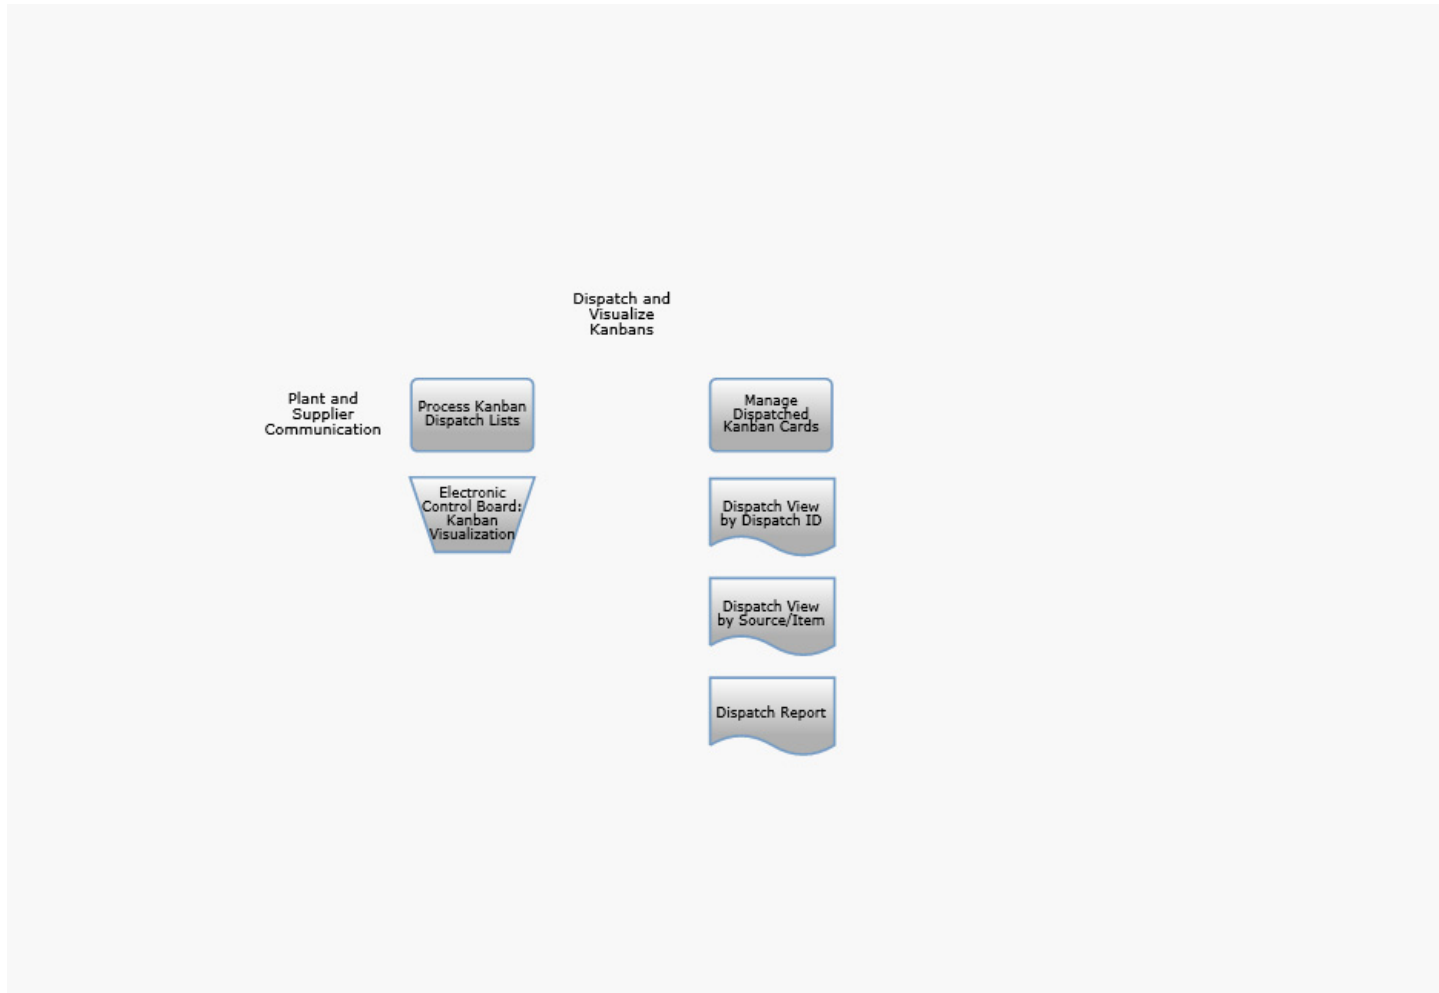 Dispatch and
Visualize
Kanbans
Plant and
Supplier
Communication
Process Kanban
Dispatch Lists
Manage
Dispatched
Kanban Cards
Electronic
Control Board:
Kanban
Visualization
Dispatch View
by Dispatch ID
Dispatch View
by Source/Item
Dispatch Report